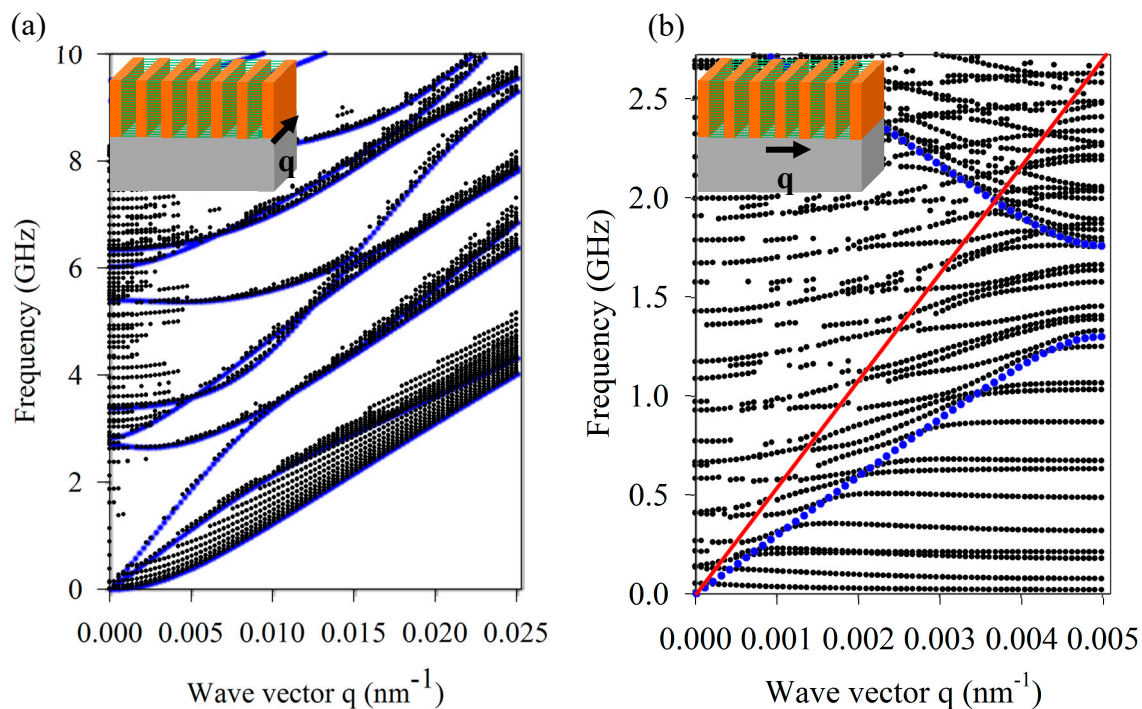 (a)
10
8
6
4
2
0
Frequency (GHz)
q
0.000 0.005 0.010 0.015 0.020 0.025
Wave vector q (nm⁻¹)
(b)
2.5
2.0
1.5
1.0
0.5
0.0
Frequency (GHz)
q
0.000 0.001 0.002 0.003 0.004 0.005
Wave vector q (nm⁻¹)